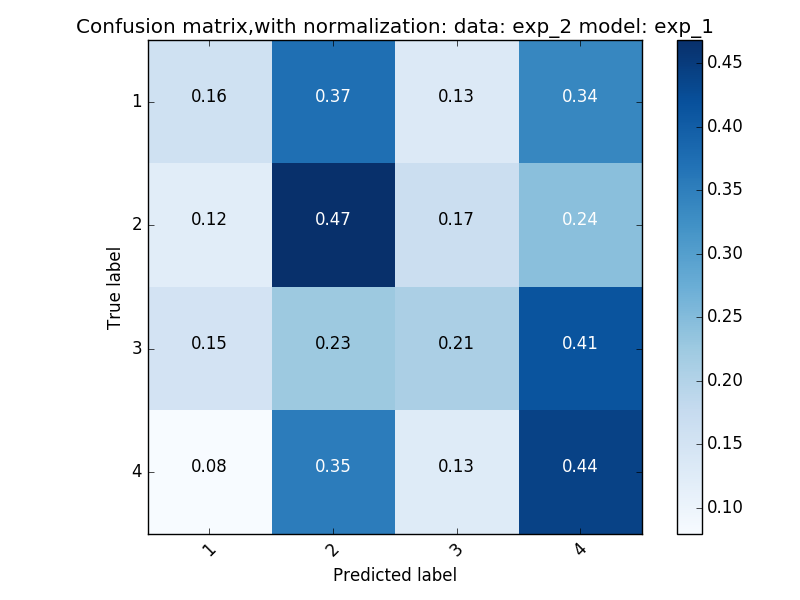 Confusion matrix,with normalization: data: exp_2 model: exp_1
True label
1
0.16 0.37 0.13 0.34
2
0.12 0.47 0.17 0.24
3
0.15 0.23 0.21 0.41
4
0.08 0.35 0.13 0.44
1 2 3 4
Predicted label
0.45
0.40
0.35
0.30
0.25
0.20
0.15
0.10